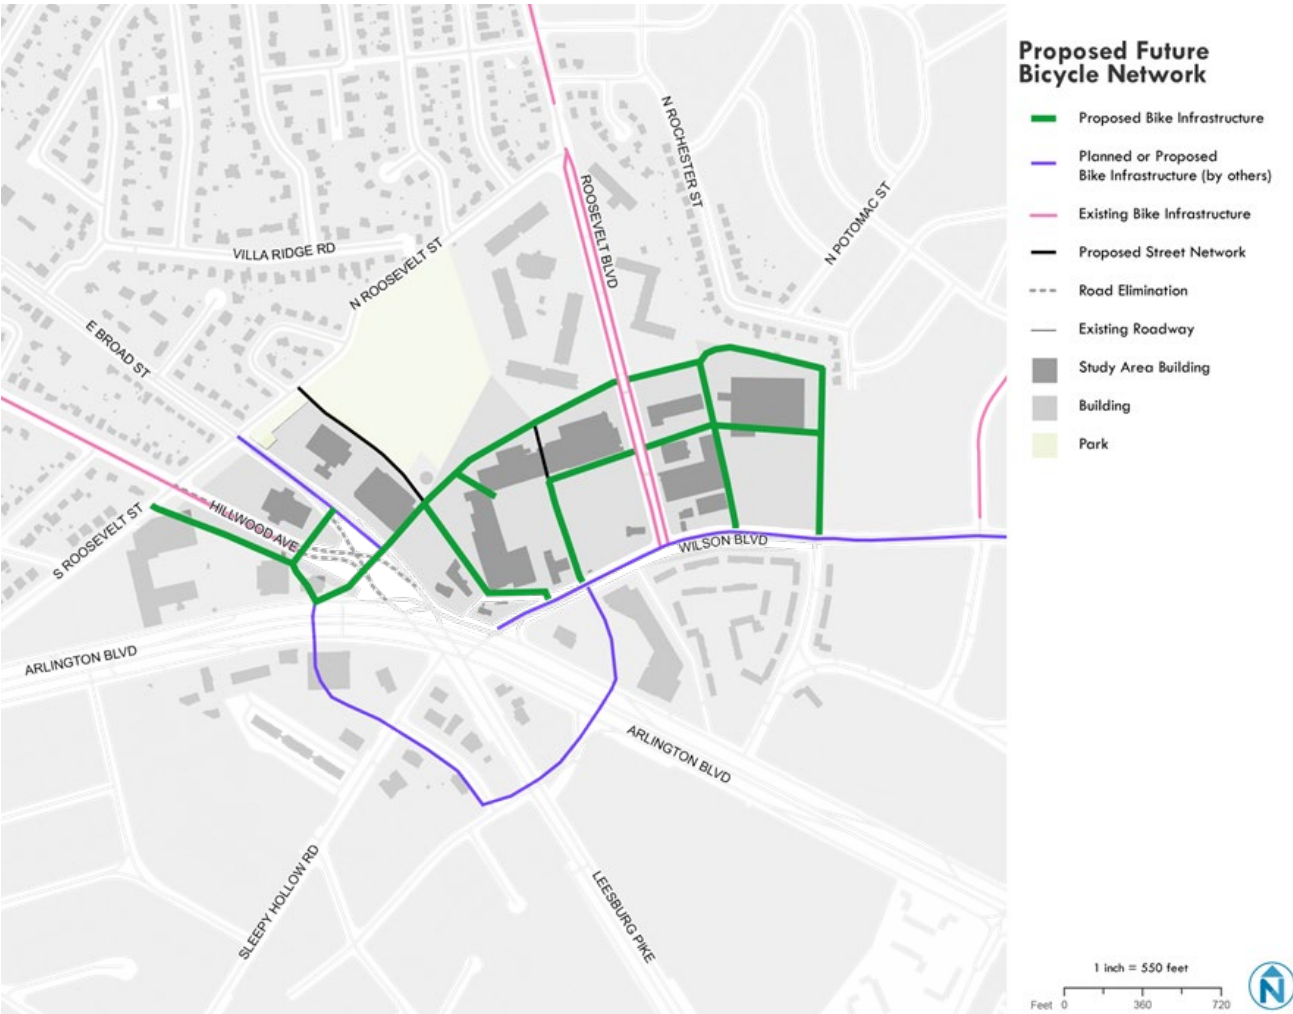 Proposed Future
Bicycle Network
Proposed Bike Infrastructure
Planned or Proposed
Bike Infrastructure (by others)
Existing Bike Infrastructure
Proposed Street Network
Road Elimination
Existing Roadway
Study Area Building
Building
Park
N ROCHESTER ST
ROOSEVELT BLVD
N POTOMAC ST
VILLA RIDGE RD
N ROOSEVELT ST
E BROAD ST
HILLWOOD AVE
S ROOSEVELT ST
WILSON BLVD
ARLINGTON BLVD
ARLINGTON BLVD
SLEEPY HOLLOW RD
LEESBURG PIKE
1 inch = 550 feet
Feet 0 360 720
N